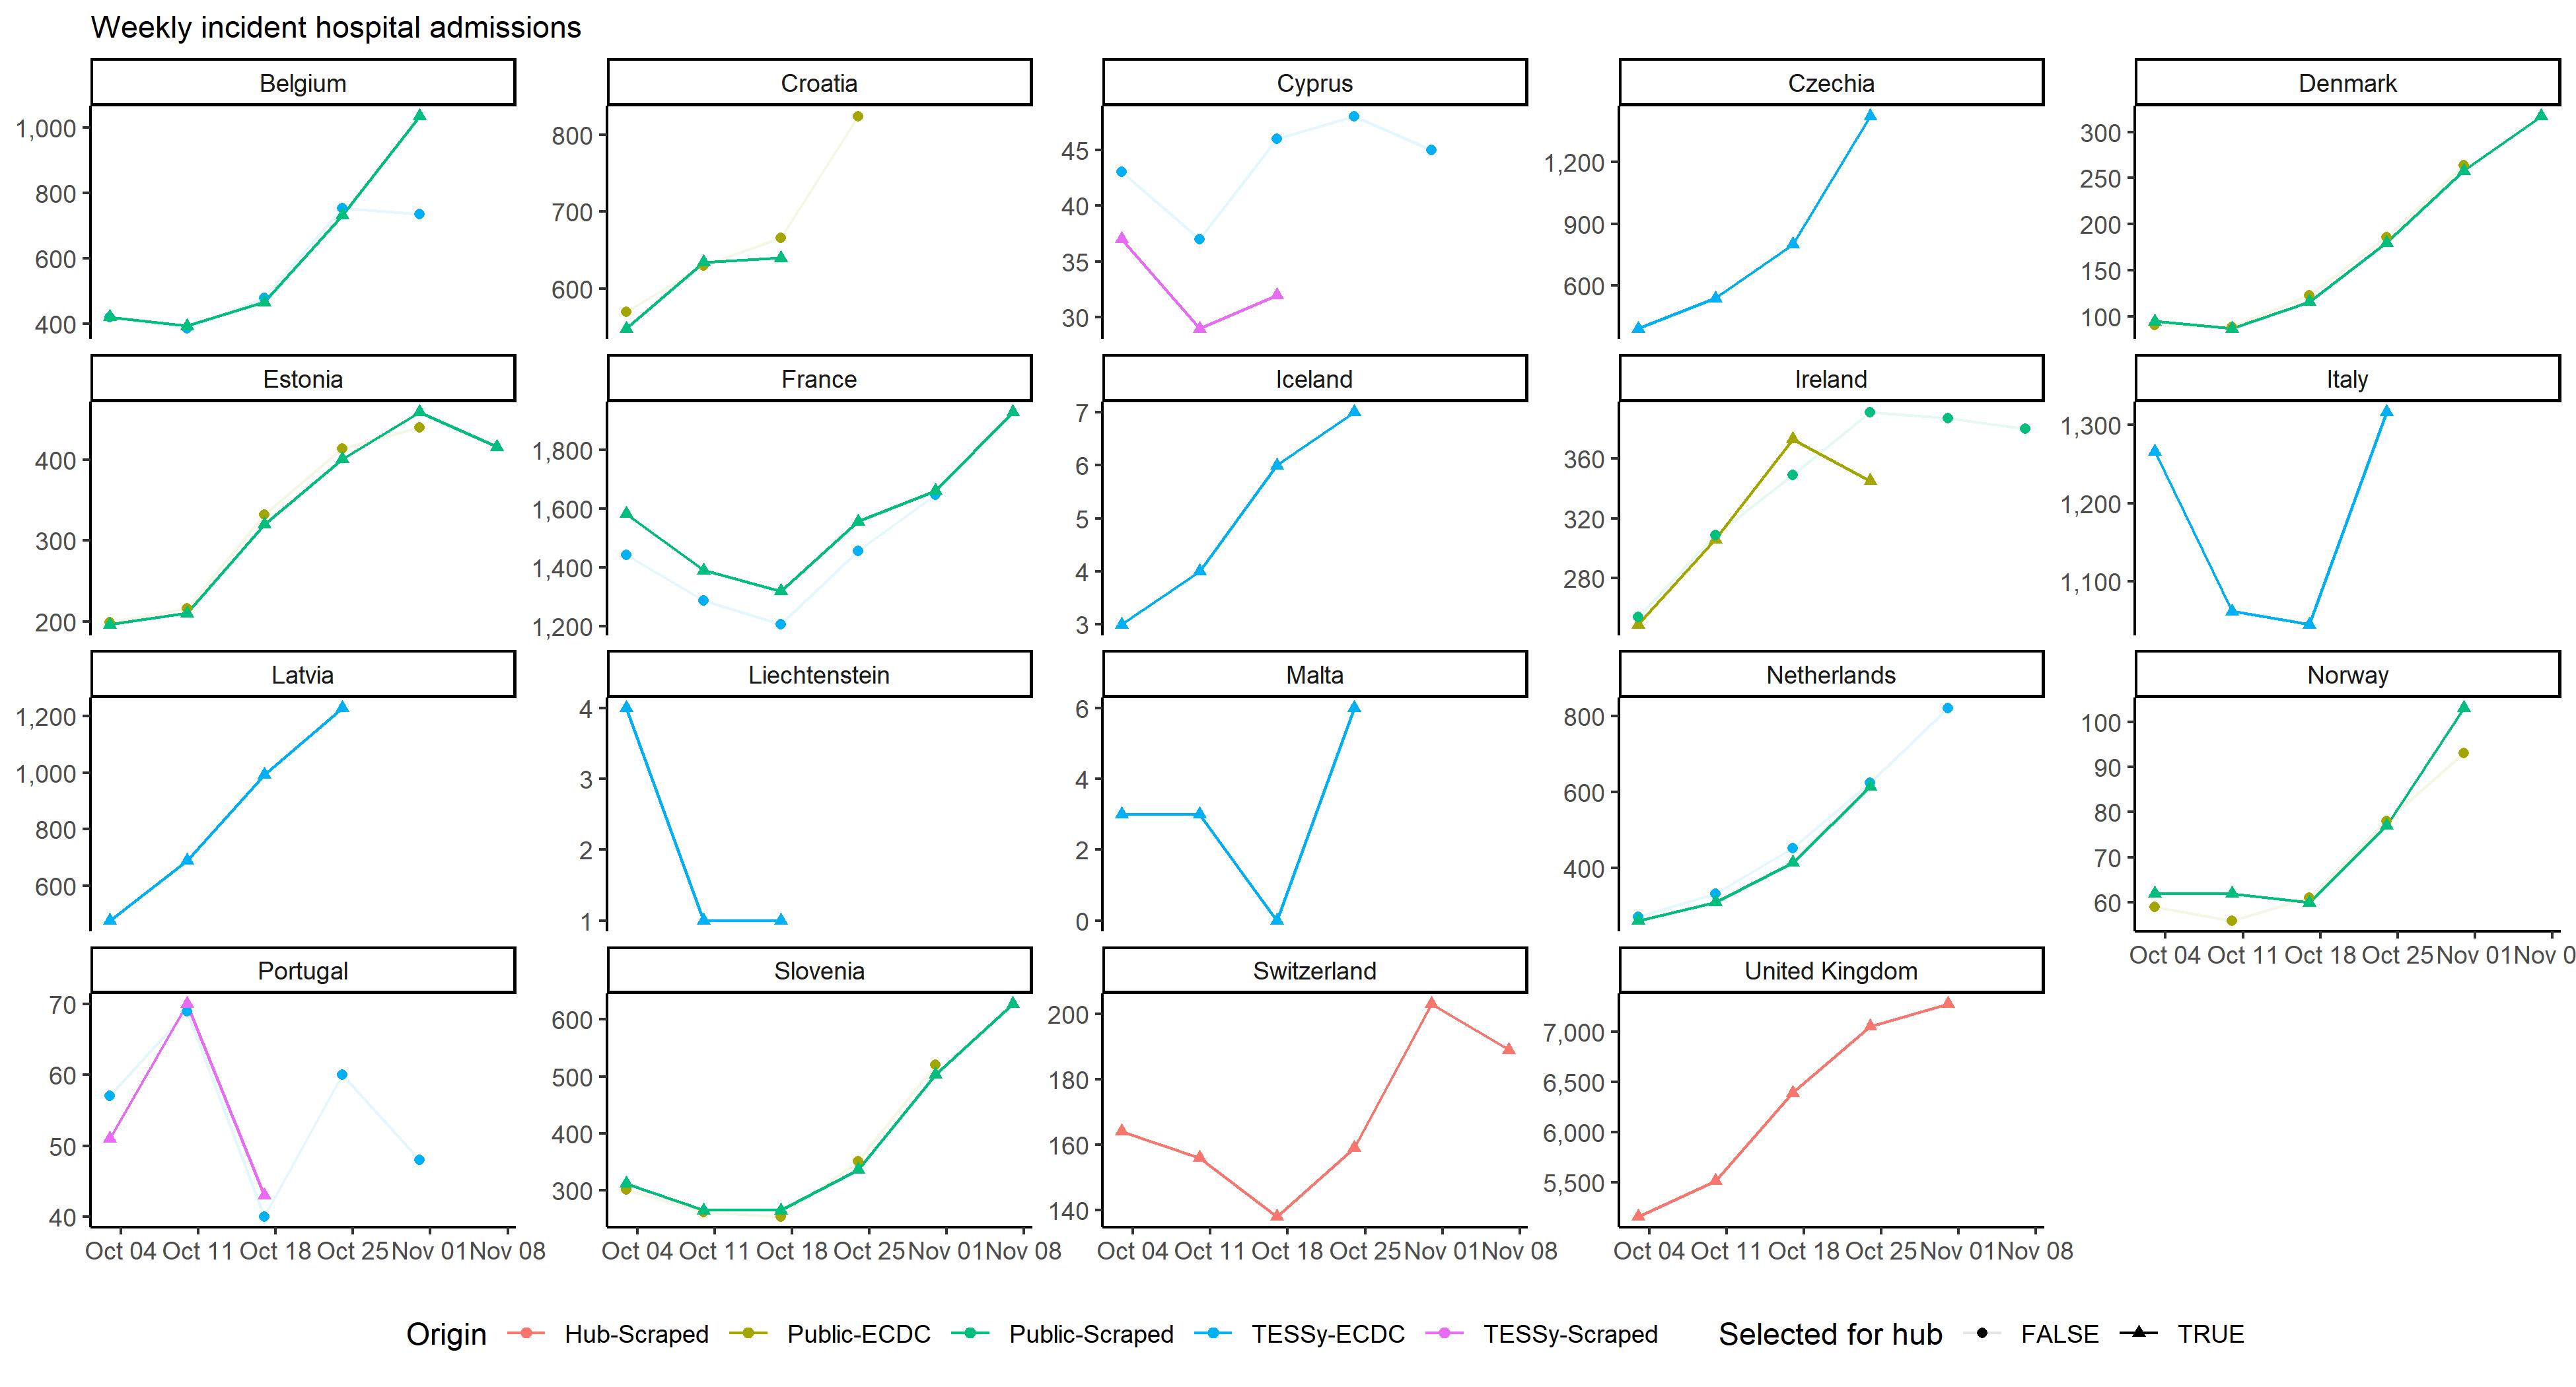 Weekly incident hospital admissions
Belgium
Croatia
Cyprus
Czechia
Denmark
1,000
800
600
400
800
700
600
45
40
35
30
1,200
900
600
300
250
200
150
100
Estonia
France
Iceland
Ireland
Italy
400
300
200
1,800
1,600
1,400
1,200
7
6
5
4
3
360
320
280
1,300
1,200
1,100
Latvia
Liechtenstein
Malta
Netherlands
Norway
1,200
1,000
800
600
4
3
2
1
6
4
2
0
800
600
400
100
90
80
70
60
Oct 04 Oct 11 Oct 18 Oct 25 Nov 01 Nov 0
Portugal
Slovenia
Switzerland
United Kingdom
70
60
50
40
600
500
400
300
200
180
160
140
7,000
6,500
6,000
5,500
Oct 04 Oct 11 Oct 18 Oct 25 Nov 01 Nov 08
Oct 04 Oct 11 Oct 18 Oct 25 Nov 01 Nov 08
Oct 04 Oct 11 Oct 18 Oct 25 Nov 01 Nov 08
Oct 04 Oct 11 Oct 18 Oct 25 Nov 01 Nov 08
Origin Hub-Scraped Public-ECDC Public-Scraped TESSy-ECDC TESSy-Scraped Selected for hub FALSE TRUE